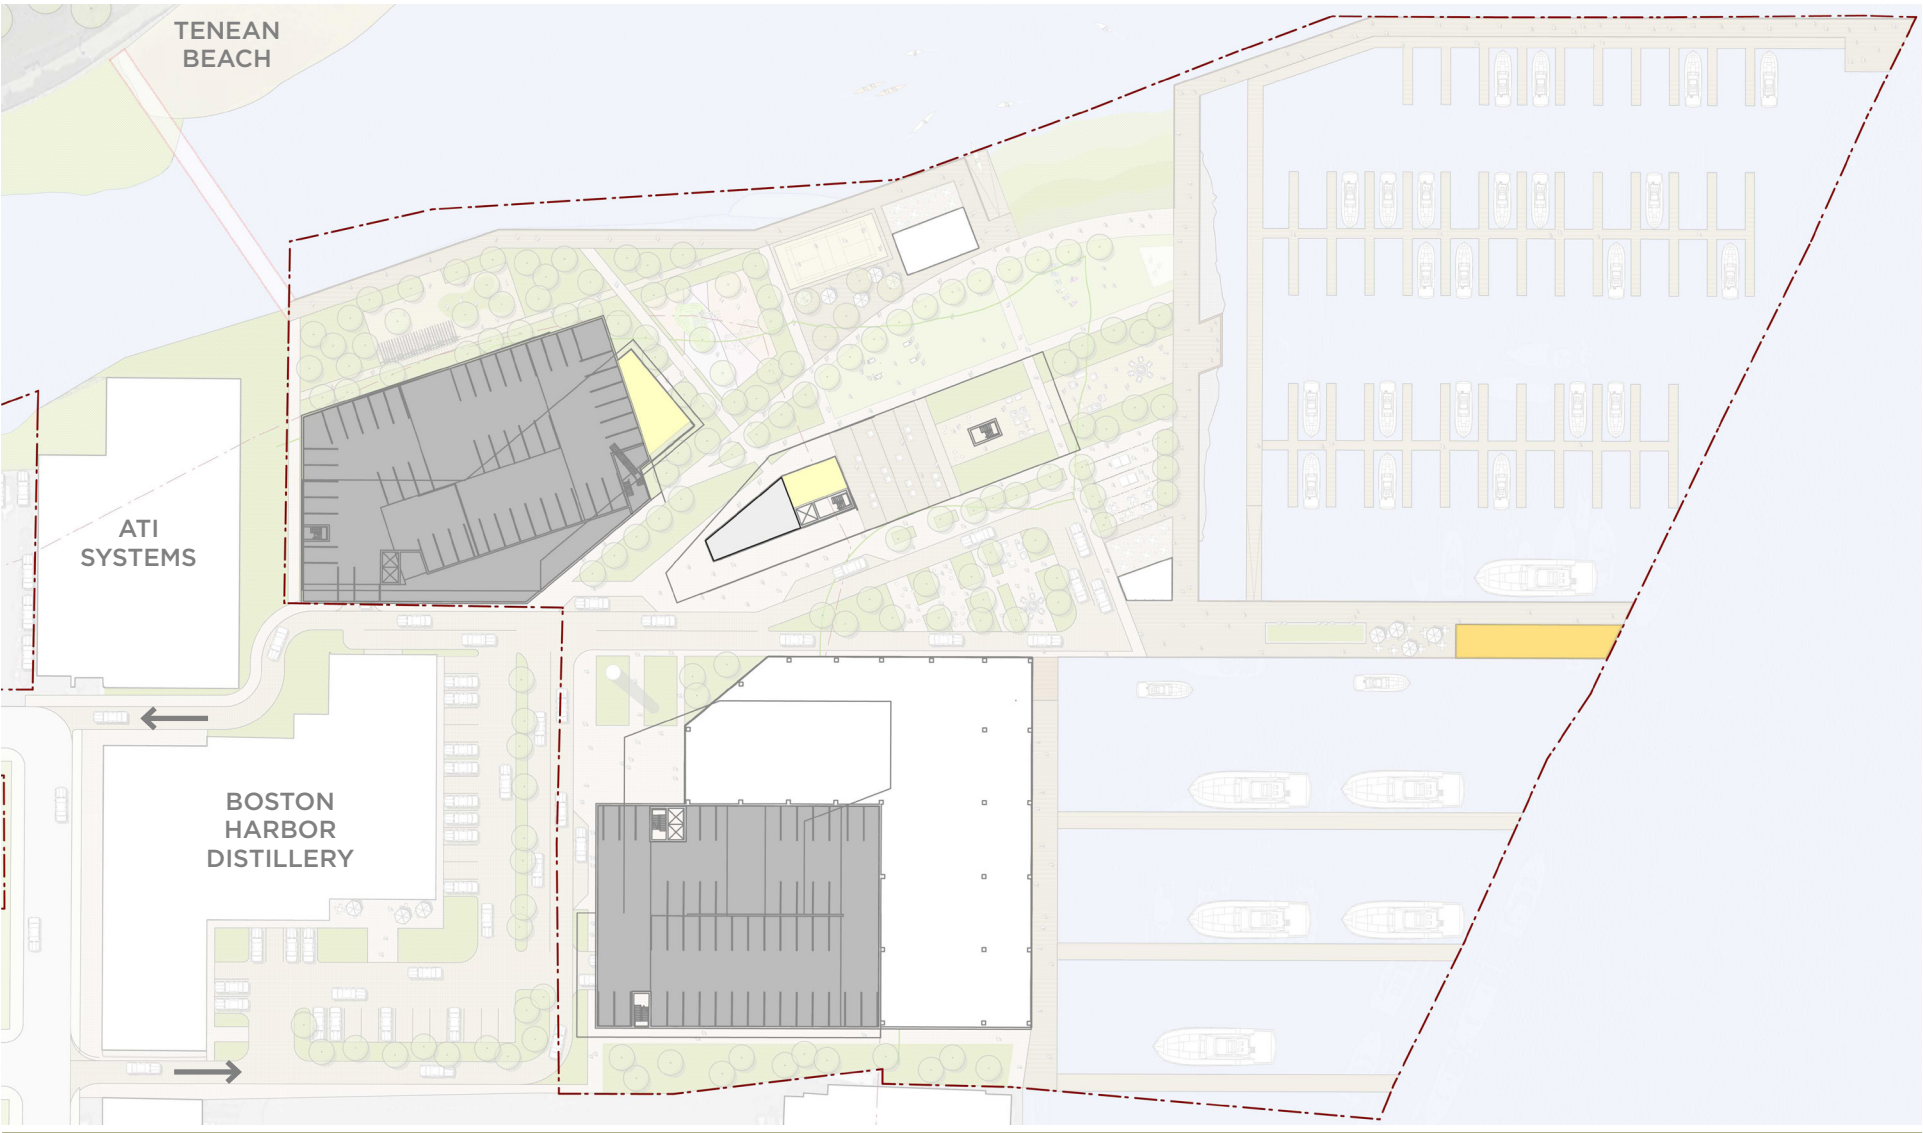 TENEAN
BEACH
ATI
SYSTEMS
BOSTON
HARBOR
DISTILLERY